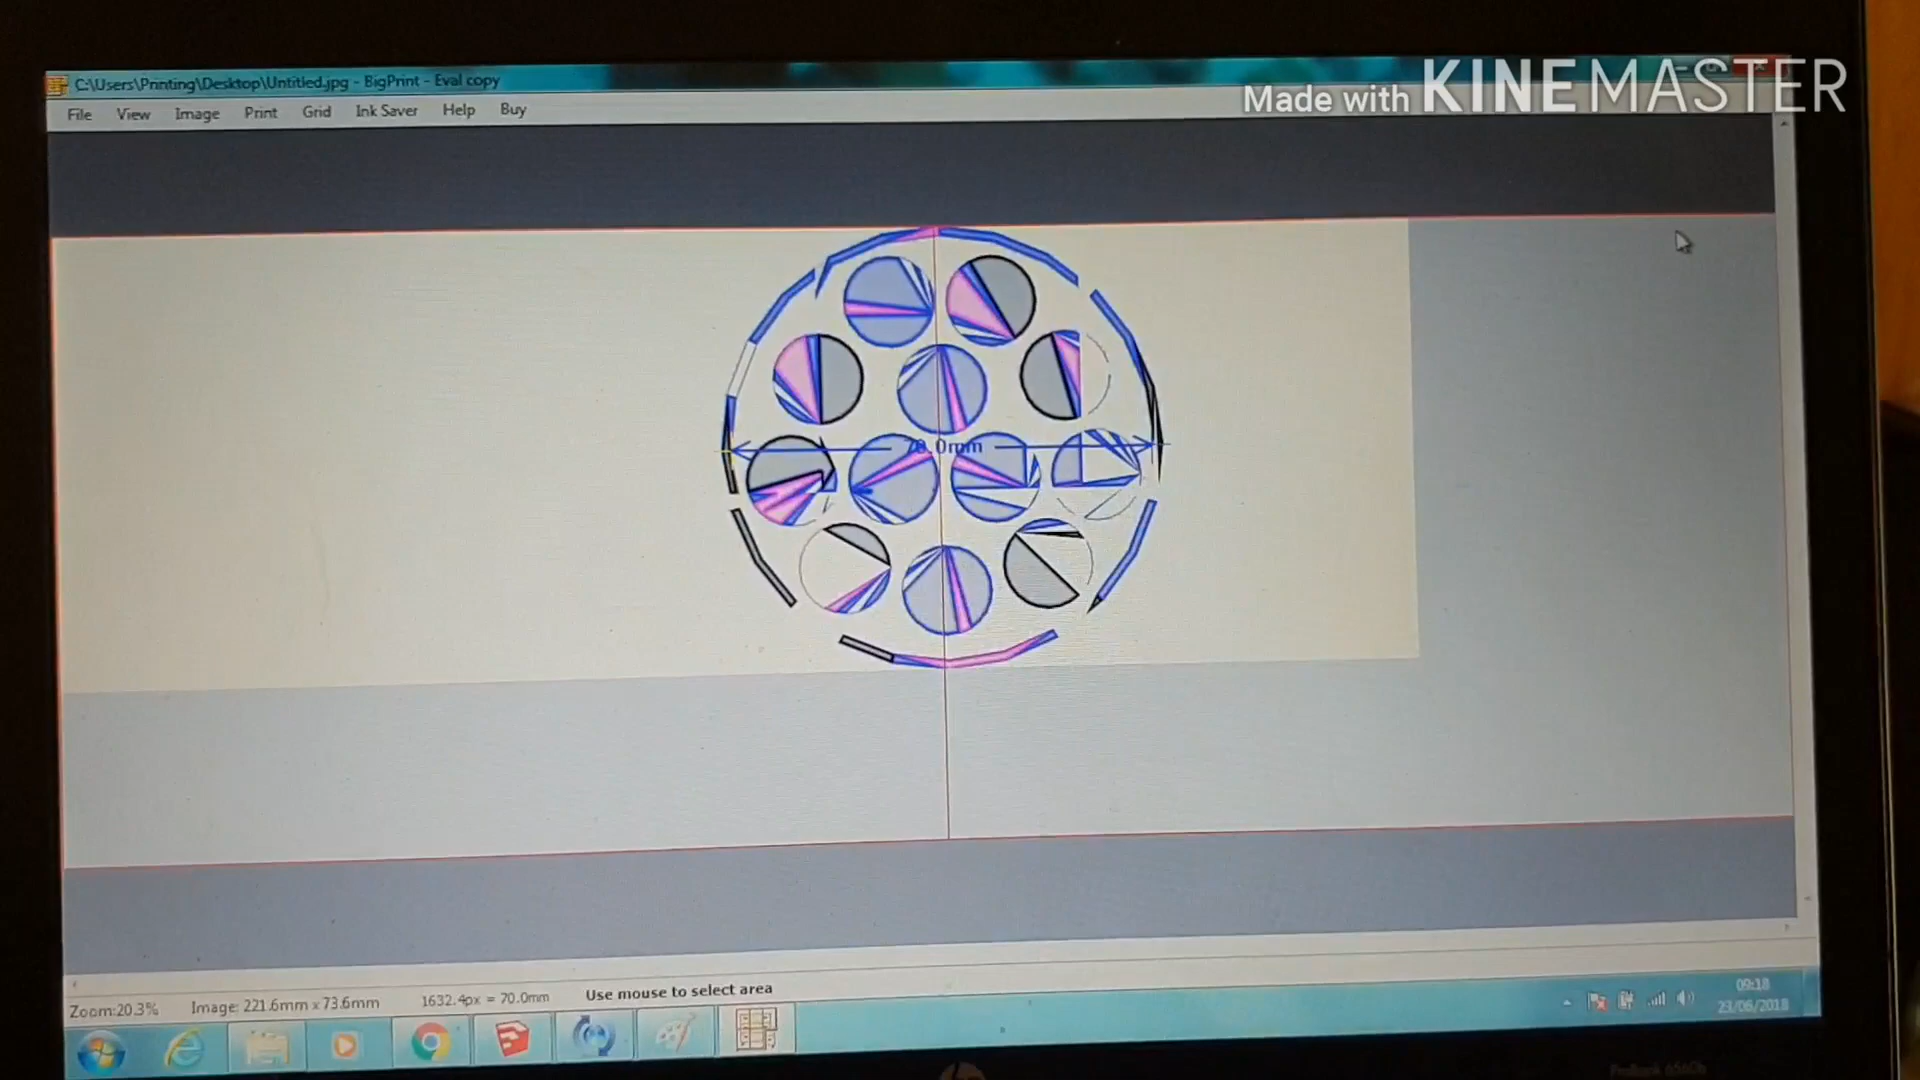 Made with KINEMASTER
C:\Users\Printing\Desktop\Untitled.jpg - BigPrint - Eval copy
File View Image Print Grid Ink Saver Help Buy
70.0mm
Zoom:20.3% Image: 221.6mm x 73.6mm 1632.4px = 70.0mm Use mouse to select area
09:18
23/06/2018